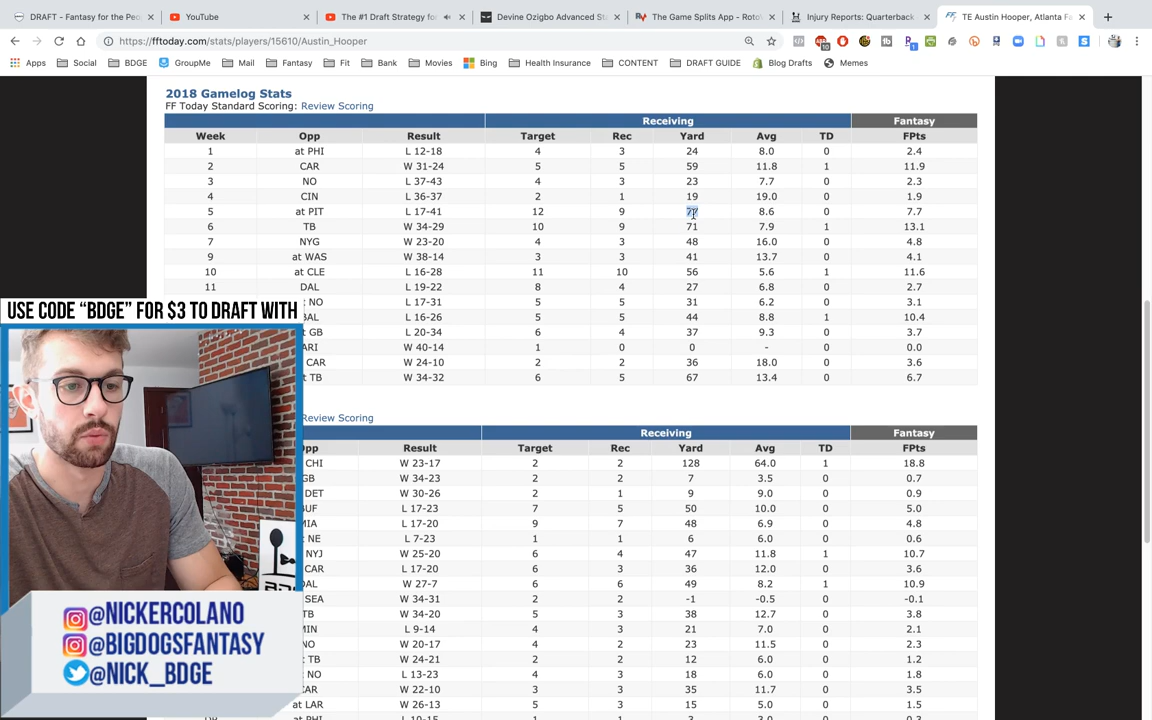 DRAFT - Fantasy for the Peo
YouTube
The #1 Draft Strategy for
Devine Ozigbo Advanced St
The Game Splits App - Roto
Injury Reports: Quarterback
TE Austin Hooper, Atlanta Fa
https://fftoday.com/stats/players/15610/Austin_Hooper
Apps Social BDGE GroupMe Mail Fantasy Fit Bank Movies Bing Health Insurance CONTENT DRAFT GUIDE Blog Drafts Memes
2018 Gamelog Stats
FF Today Standard Scoring: Review Scoring
Receiving Fantasy
Week Opp Result Target Rec Yard Avg TD FPts
1 at PHI L 12-18 4 3 24 8.0 0 2.4
2 CAR W 31-24 5 5 59 11.8 1 11.9
3 NO L 37-43 4 3 23 7.7 0 2.3
4 CIN L 36-37 2 1 19 19.0 0 1.9
5 at PIT L 17-41 12 9 77 8.6 0 7.7
6 TB W 34-29 10 9 71 7.9 1 13.1
7 NYG W 23-20 4 3 48 16.0 0 4.8
9 at WAS W 38-14 3 3 41 13.7 0 4.1
10 at CLE L 16-28 11 10 56 5.6 1 11.6
11 DAL L 19-22 8 4 27 6.8 0 2.7
NO L 17-31 5 5 31 6.2 0 3.1
BAL L 16-26 5 5 44 8.8 1 10.4
GB L 20-34 6 4 37 9.3 0 3.7
ARI W 40-14 1 0 0 - 0 0.0
CAR W 24-10 2 2 36 18.0 0 3.6
TB W 34-32 6 5 67 13.4 0 6.7
Review Scoring
Receiving Fantasy
Opp Result Target Rec Yard Avg TD FPts
CHI W 23-17 2 2 128 64.0 1 18.8
GB W 34-23 2 2 7 3.5 0 0.7
DET W 30-26 2 1 9 9.0 0 0.9
BUF L 17-23 7 5 50 10.0 0 5.0
MIA L 17-20 9 7 48 6.9 0 4.8
NE L 7-23 1 1 6 6.0 0 0.6
NYJ W 25-20 6 4 47 11.8 1 10.7
CAR L 17-20 6 3 36 12.0 0 3.6
DAL W 27-7 6 6 49 8.2 1 10.9
SEA W 34-31 2 2 -1 -0.5 0 -0.1
TB W 34-20 5 3 38 12.7 0 3.8
MIN L 9-14 4 3 21 7.0 0 2.1
NO W 20-17 4 2 23 11.5 0 2.3
TB W 24-21 2 2 12 6.0 0 1.2
NO L 13-23 4 3 18 6.0 0 1.8
CAR W 22-10 3 3 35 11.7 0 3.5
at LAR W 26-13 5 3 15 5.0 0 1.5
at PHI L 10-15 1 1 3 3.0 0 0.3
USE CODE "BDGE" FOR $3 TO DRAFT WITH
@NICKERCOLANO
@BIGDOGSFANTASY
@NICK_BDGE